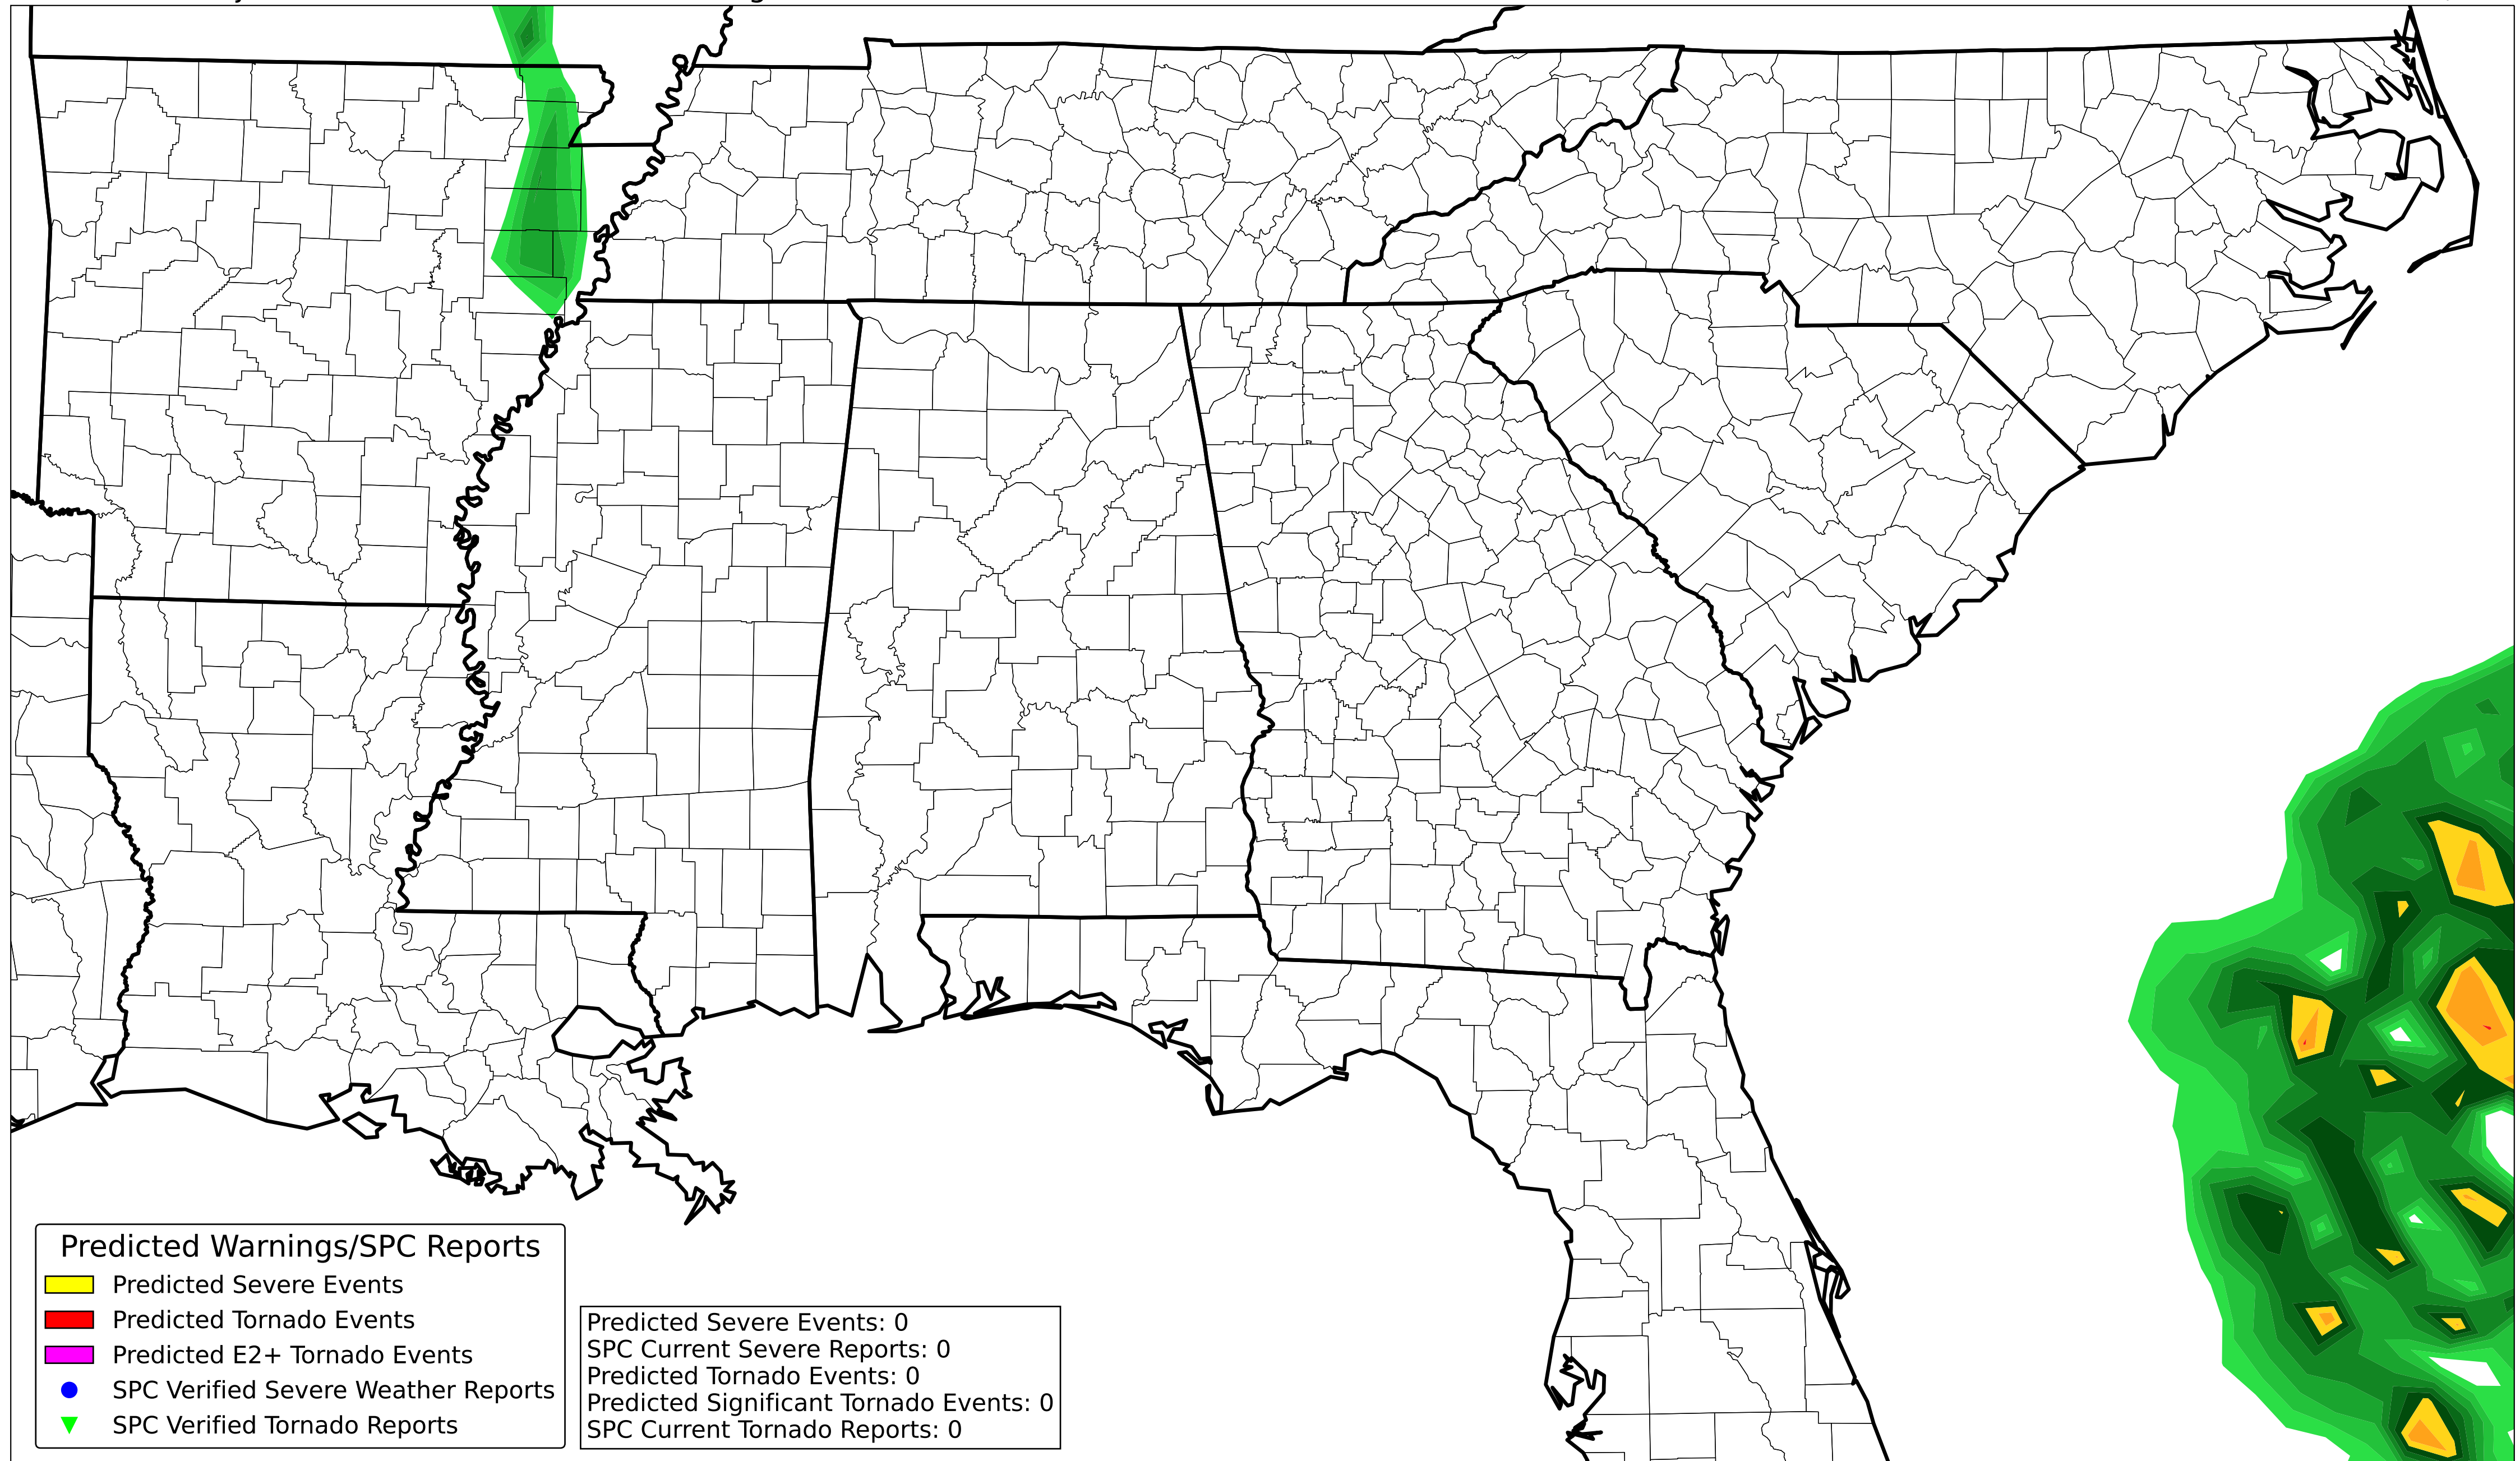 Predicted Warnings/SPC Reports
Predicted Severe Events
Predicted Tornado Events
Predicted E2+ Tornado Events
SPC Verified Severe Weather Reports
SPC Verified Tornado Reports
Predicted Severe Events: 0
SPC Current Severe Reports: 0
Predicted Tornado Events: 0
Predicted Significant Tornado Events: 0
SPC Current Tornado Reports: 0